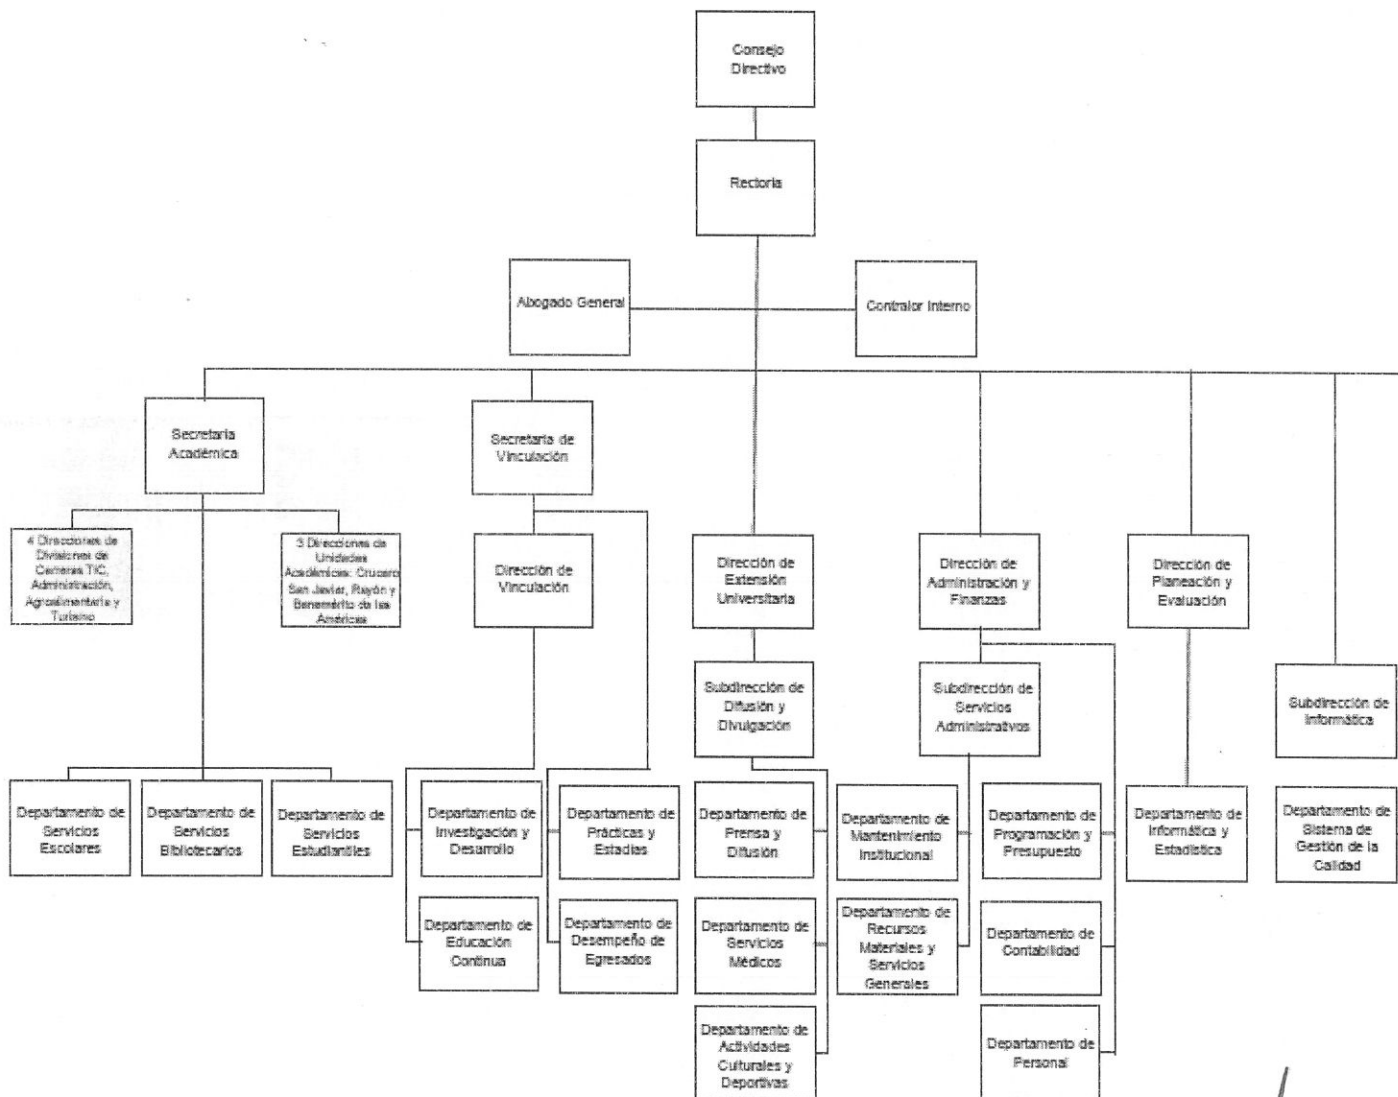 Consejo
Directivo
Rectoría
Abogado General
Contralor Interno
Secretaría
Académica
Secretaría de
Vinculación
4 Direcciones de
Divisiones de
Carreras TIC,
Administración,
Agroalimentaria y
Turismo
3 Direcciones de
Unidades
Académicas: Crucero
San Javier, Rayón y
Benemérito de las
Américas
Dirección de
Vinculación
Dirección de
Extensión
Universitaria
Dirección de
Administración y
Finanzas
Dirección de
Planeación y
Evaluación
Subdirección de
Difusión y
Divulgación
Subdirección de
Servicios
Administrativos
Subdirección de
Informática
Departamento de
Servicios
Escolares
Departamento de
Servicios
Bibliotecarios
Departamento de
Servicios
Estudiantiles
Departamento de
Investigación y
Desarrollo
Departamento de
Prácticas y
Estadías
Departamento de
Prensa y
Difusión
Departamento de
Mantenimiento
Institucional
Departamento de
Programación y
Presupuesto
Departamento de
Informática y
Estadística
Departamento de
Sistema de
Gestión de la
Calidad
Departamento de
Educación
Continua
Departamento de
Desempeño de
Egresados
Departamento de
Servicios
Médicos
Departamento de
Recursos
Materiales y
Servicios
Generales
Departamento de
Contabilidad
Departamento de
Actividades
Culturales y
Deportivas
Departamento de
Personal